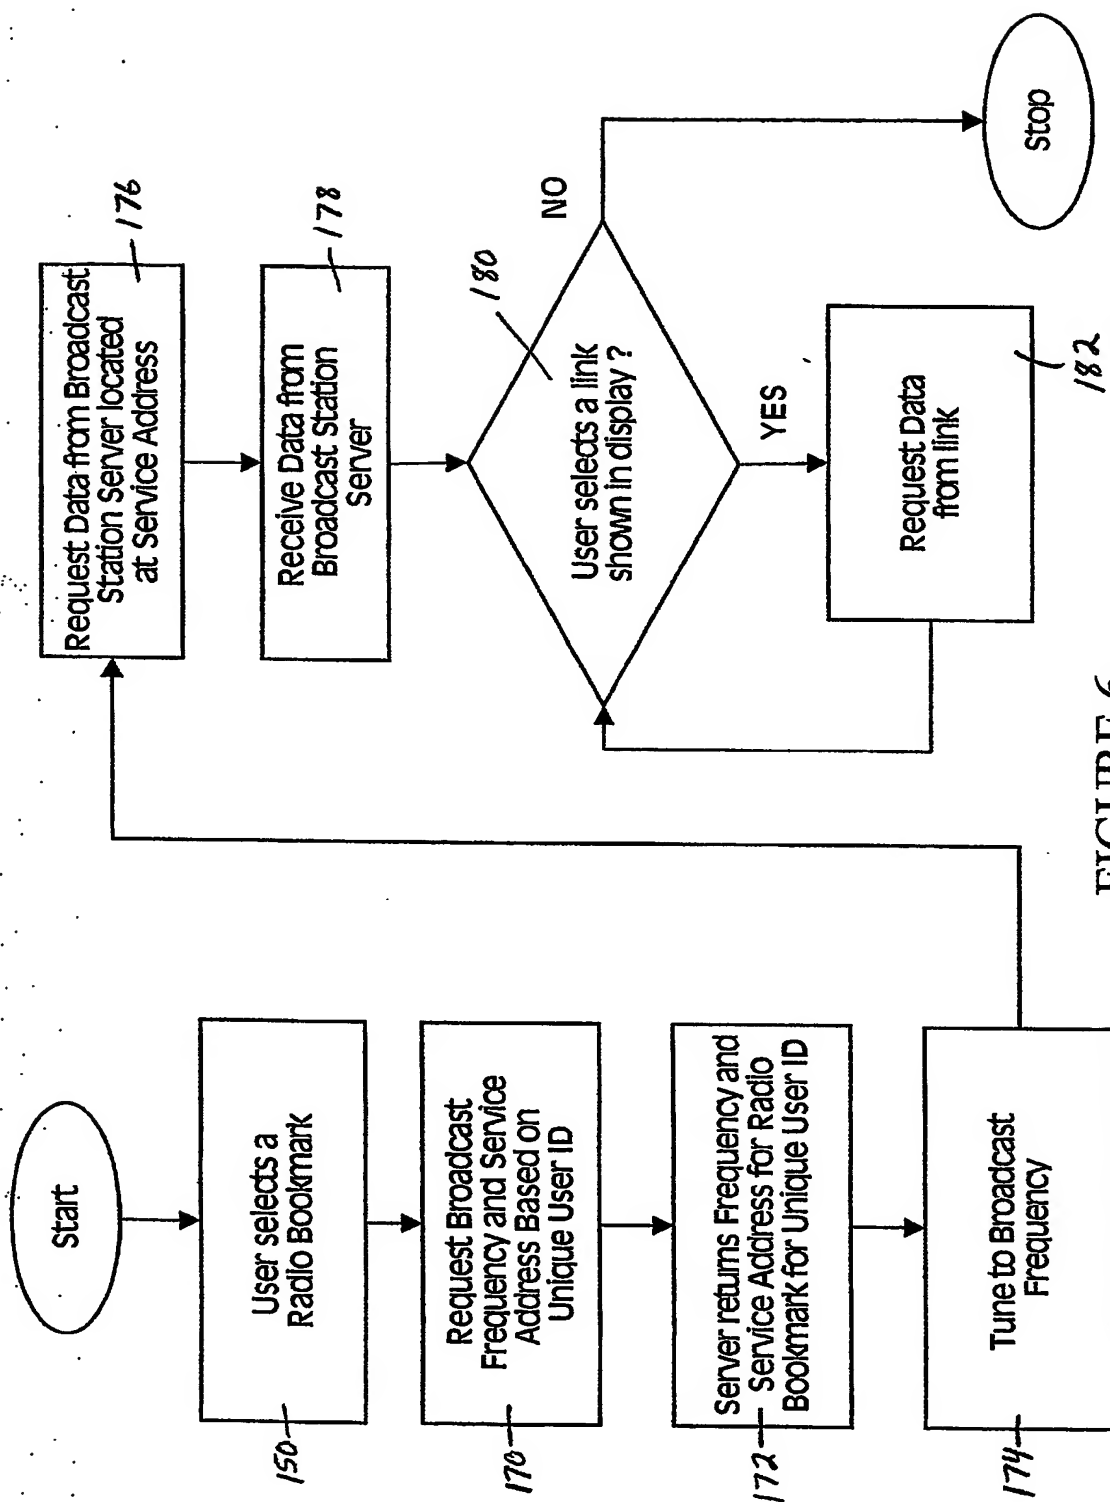 Start
User selects a
Radio Bookmark
150
Request Broadcast
Frequency and Service
Address Based on
Unique User ID
170
Server returns Frequency and
Service Address for Radio
Bookmark for Unique User ID
172
Tune to Broadcast
Frequency
174
Request Data from Broadcast
Station Server located
at Service Address
176
Receive Data from
Broadcast Station
Server
178
User selects a link
shown in display ?
180
NO
YES
Request Data
from link
182
Stop
FIGURE 6